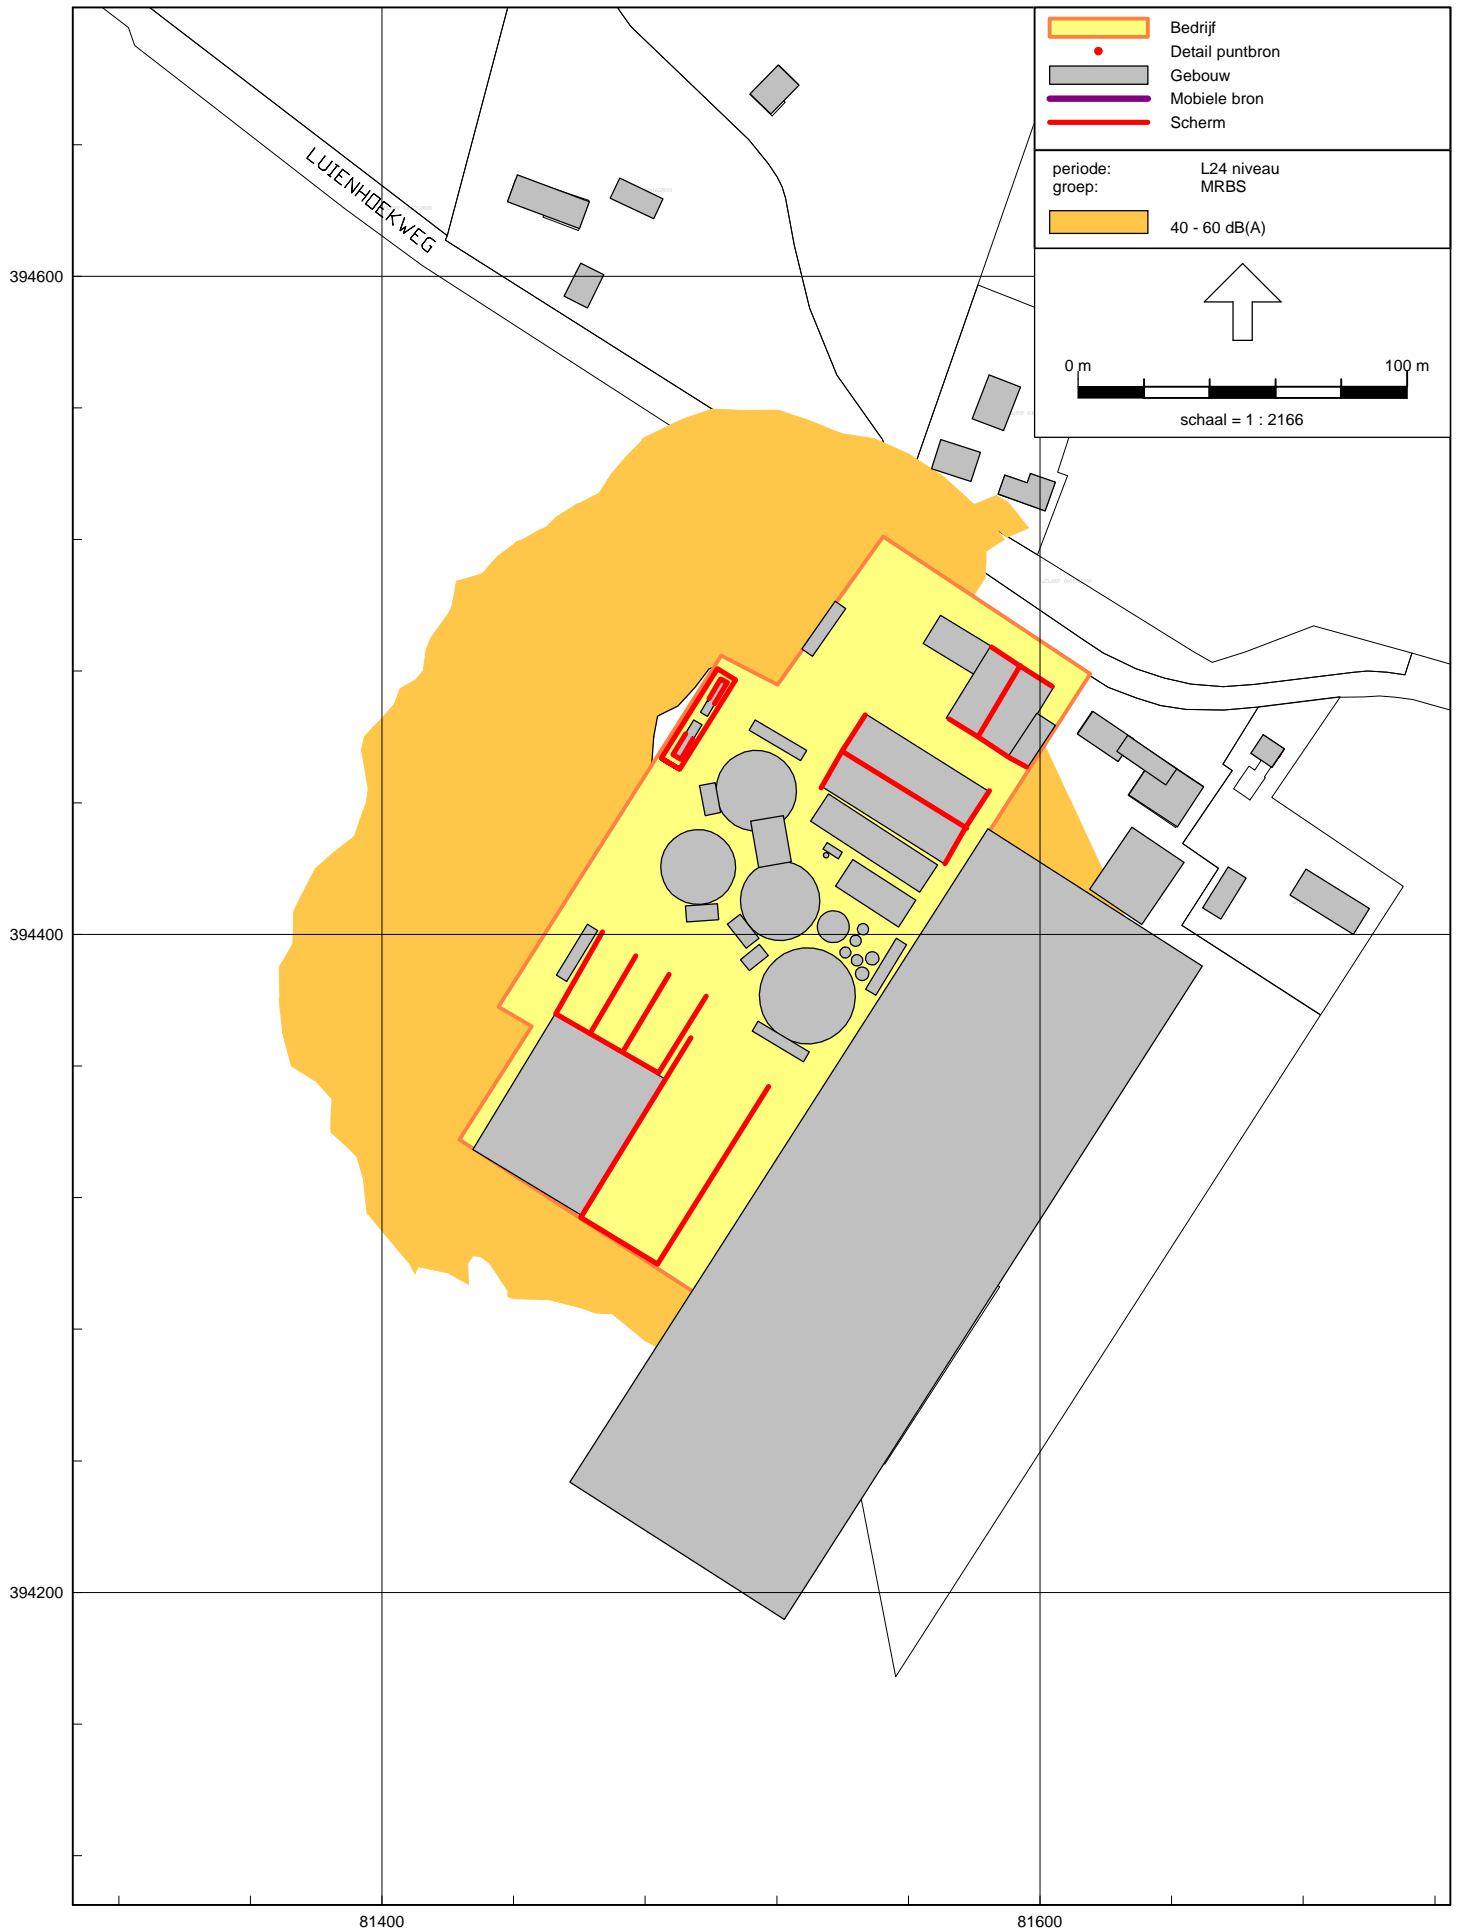 Bedrijf
Detail puntbron
Gebouw
Mobiele bron
Scherm
periode: L24 niveau
groep: MRBS
40 - 60 dB(A)
0 m 100 m
schaal = 1 : 2166
LUIENHOEKWEG
394600
394400
394200
81400 81600